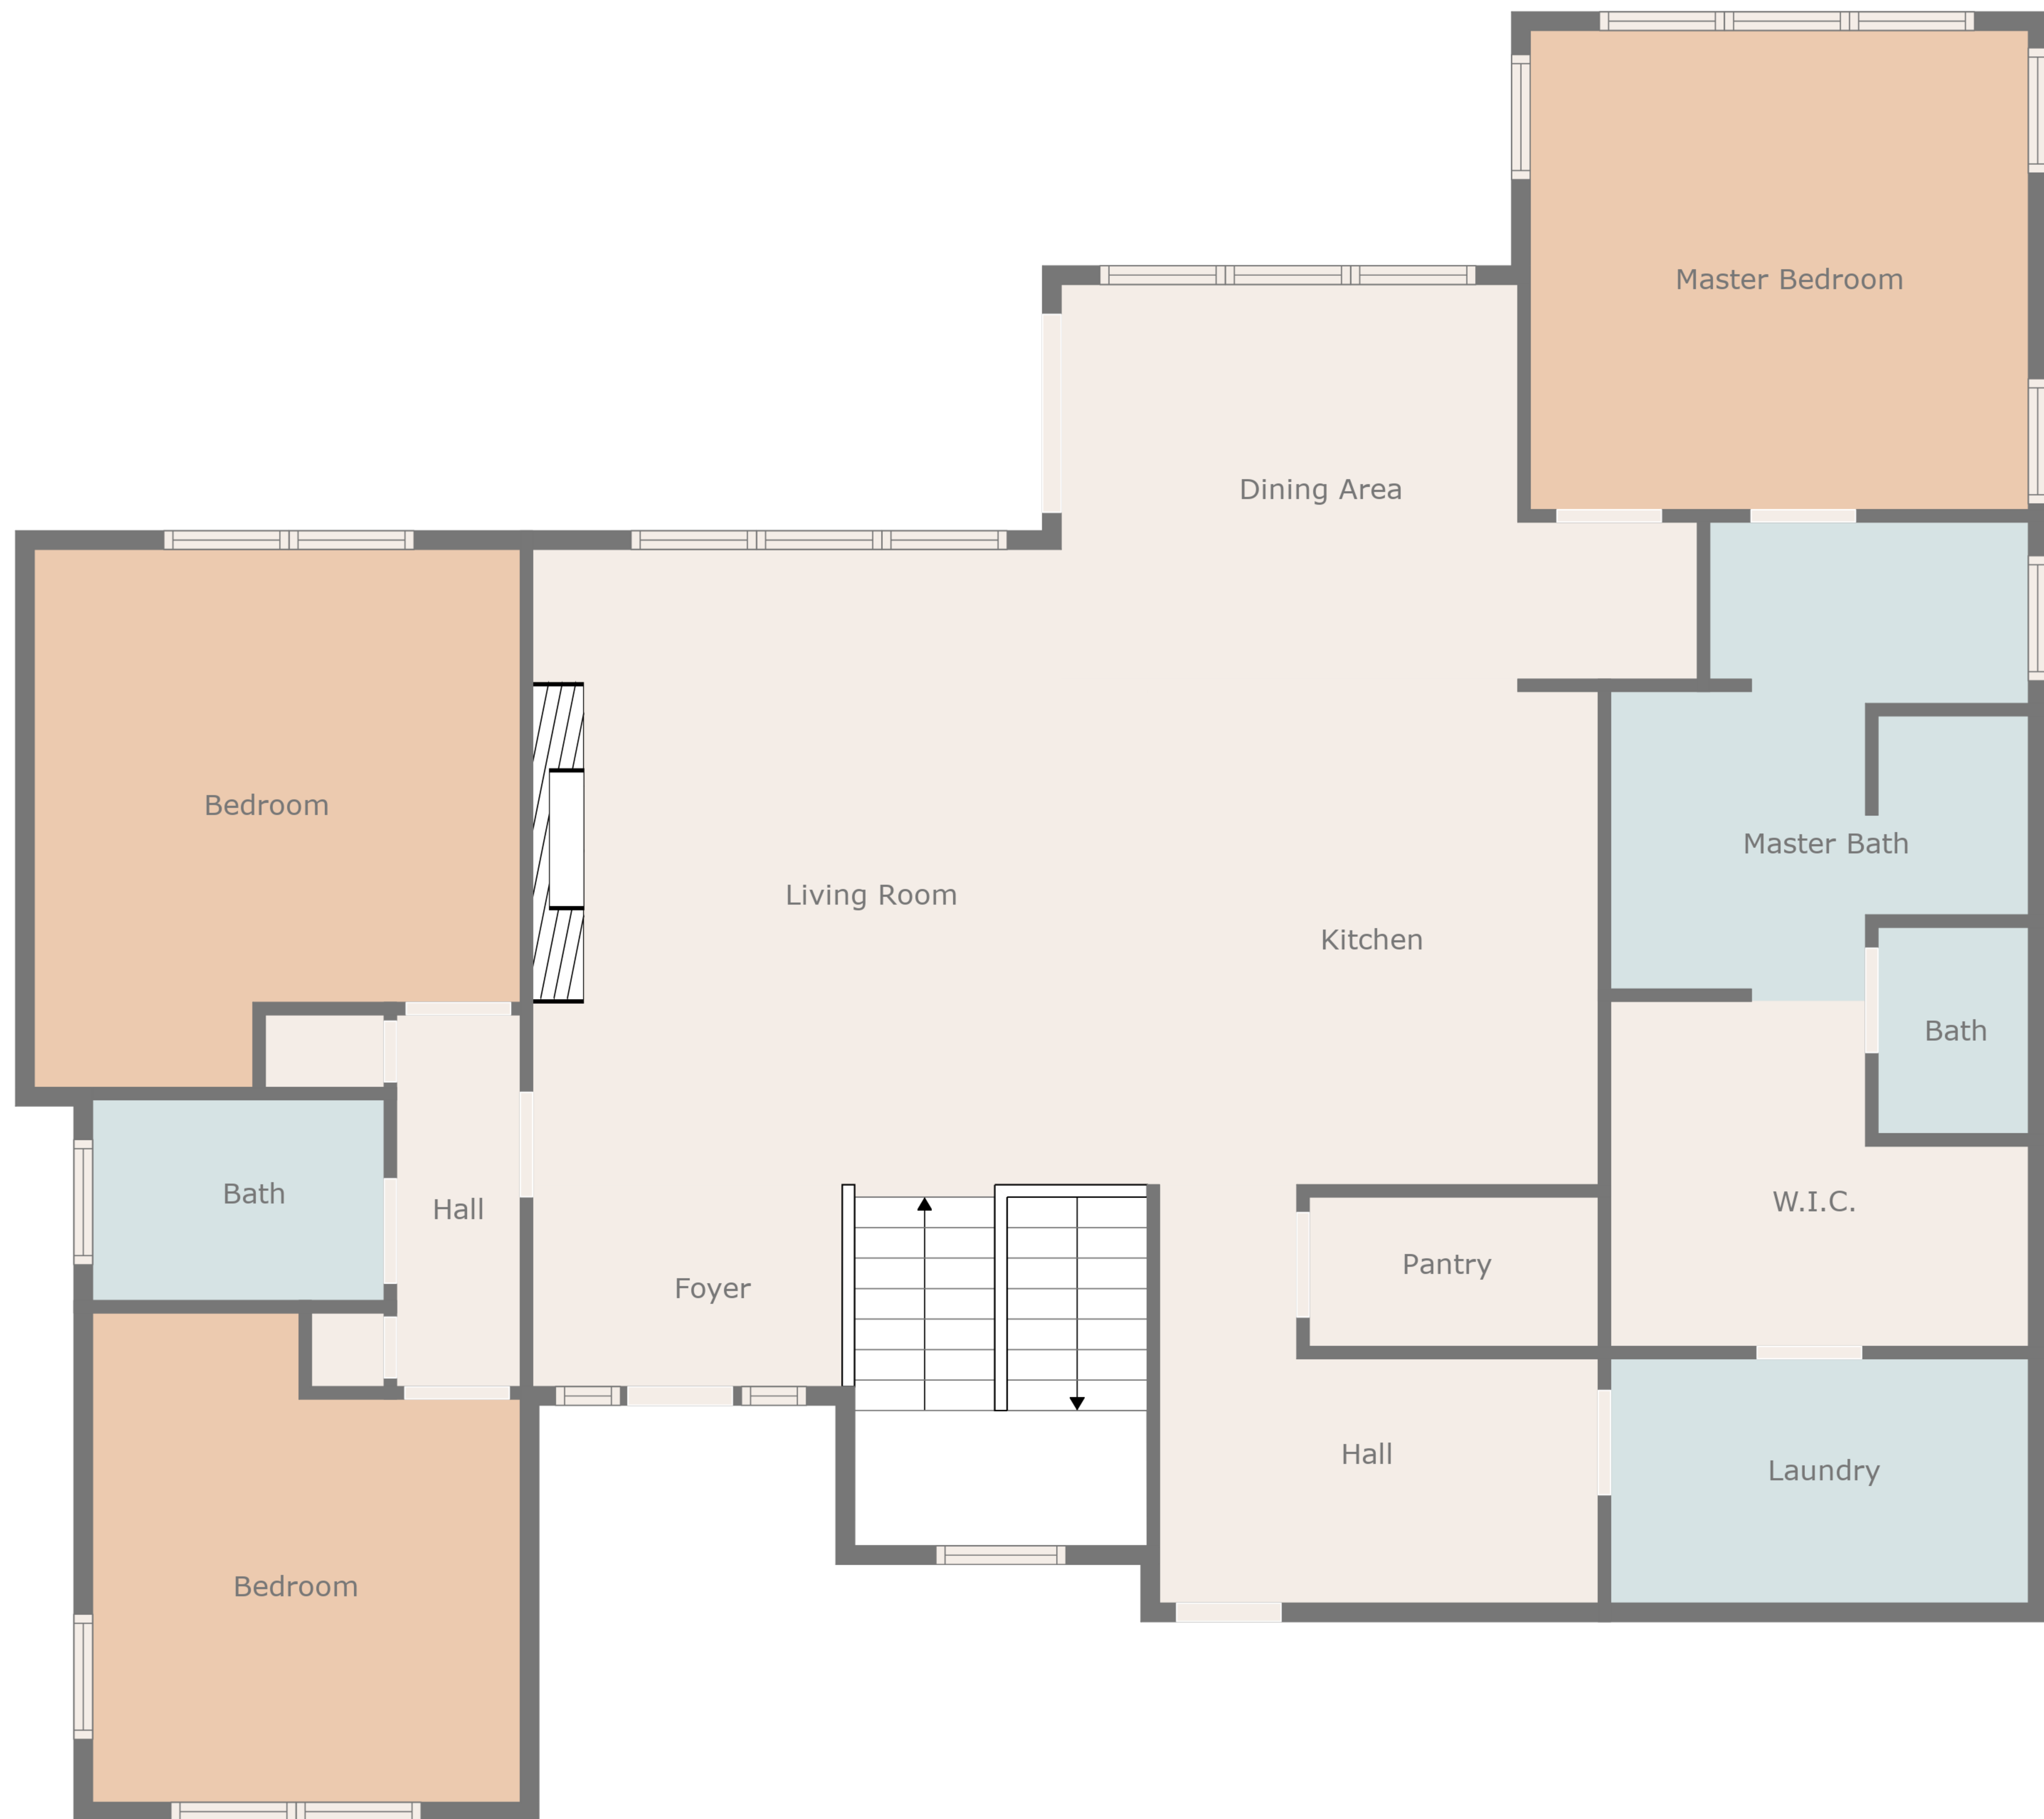 Master Bedroom
Dining Area
Bedroom
Master Bath
Living Room
Kitchen
Bath
Bath
W.I.C.
Hall
Pantry
Foyer
Hall
Laundry
Bedroom